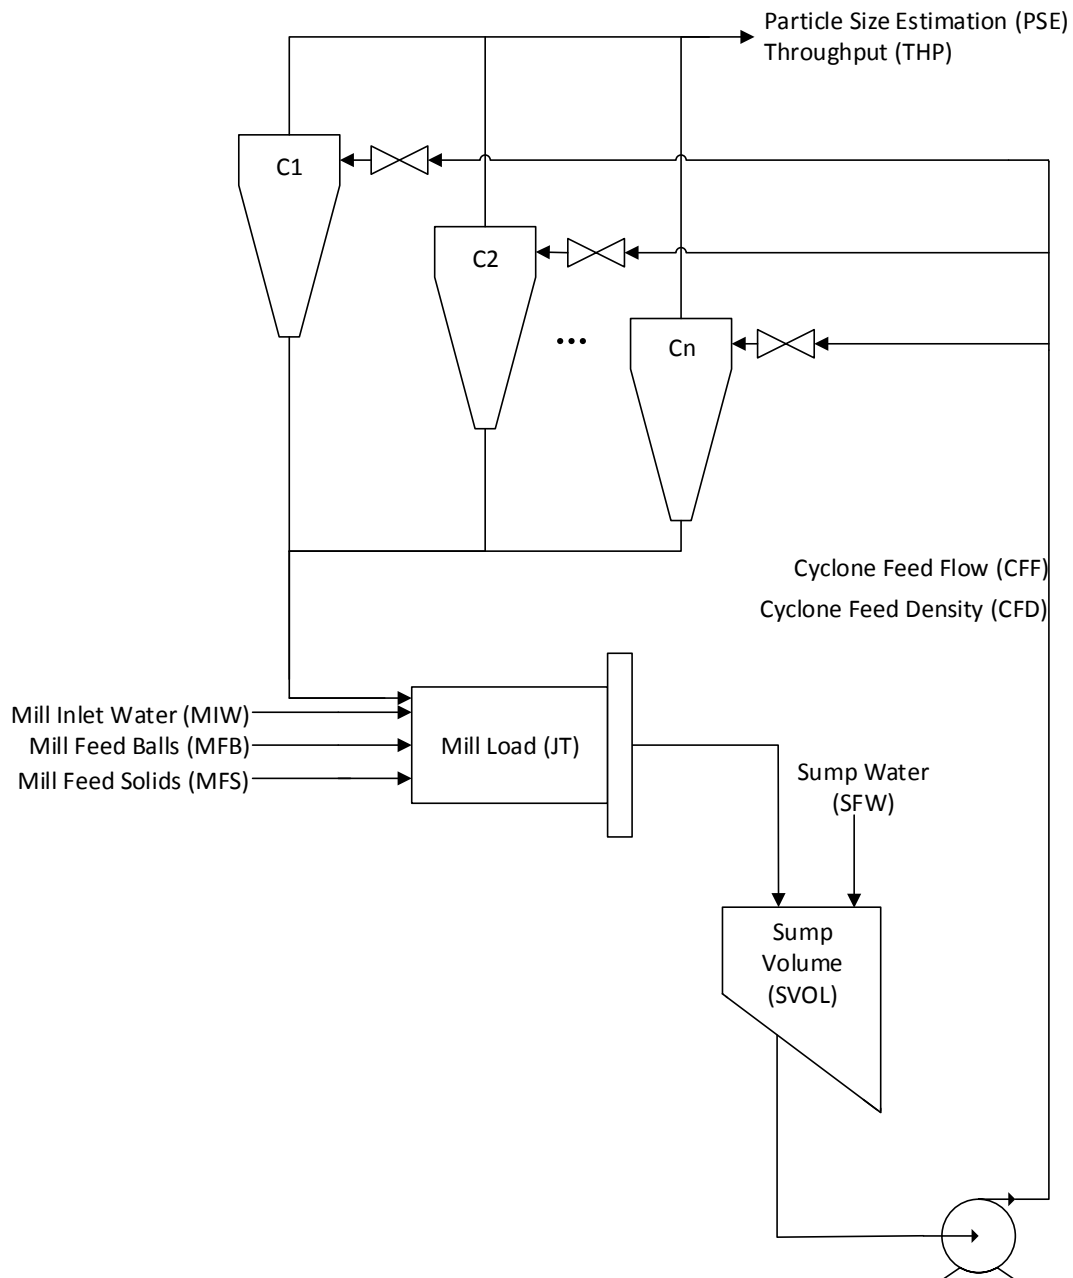 Particle Size Estimation (PSE)
Throughput (THP)
C1
C2
...
Cn
Cyclone Feed Flow (CFF)
Cyclone Feed Density (CFD)
Mill Inlet Water (MIW)
Mill Feed Balls (MFB)
Mill Feed Solids (MFS)
Mill Load (JT)
Sump Water
(SFW)
Sump
Volume
(SVOL)